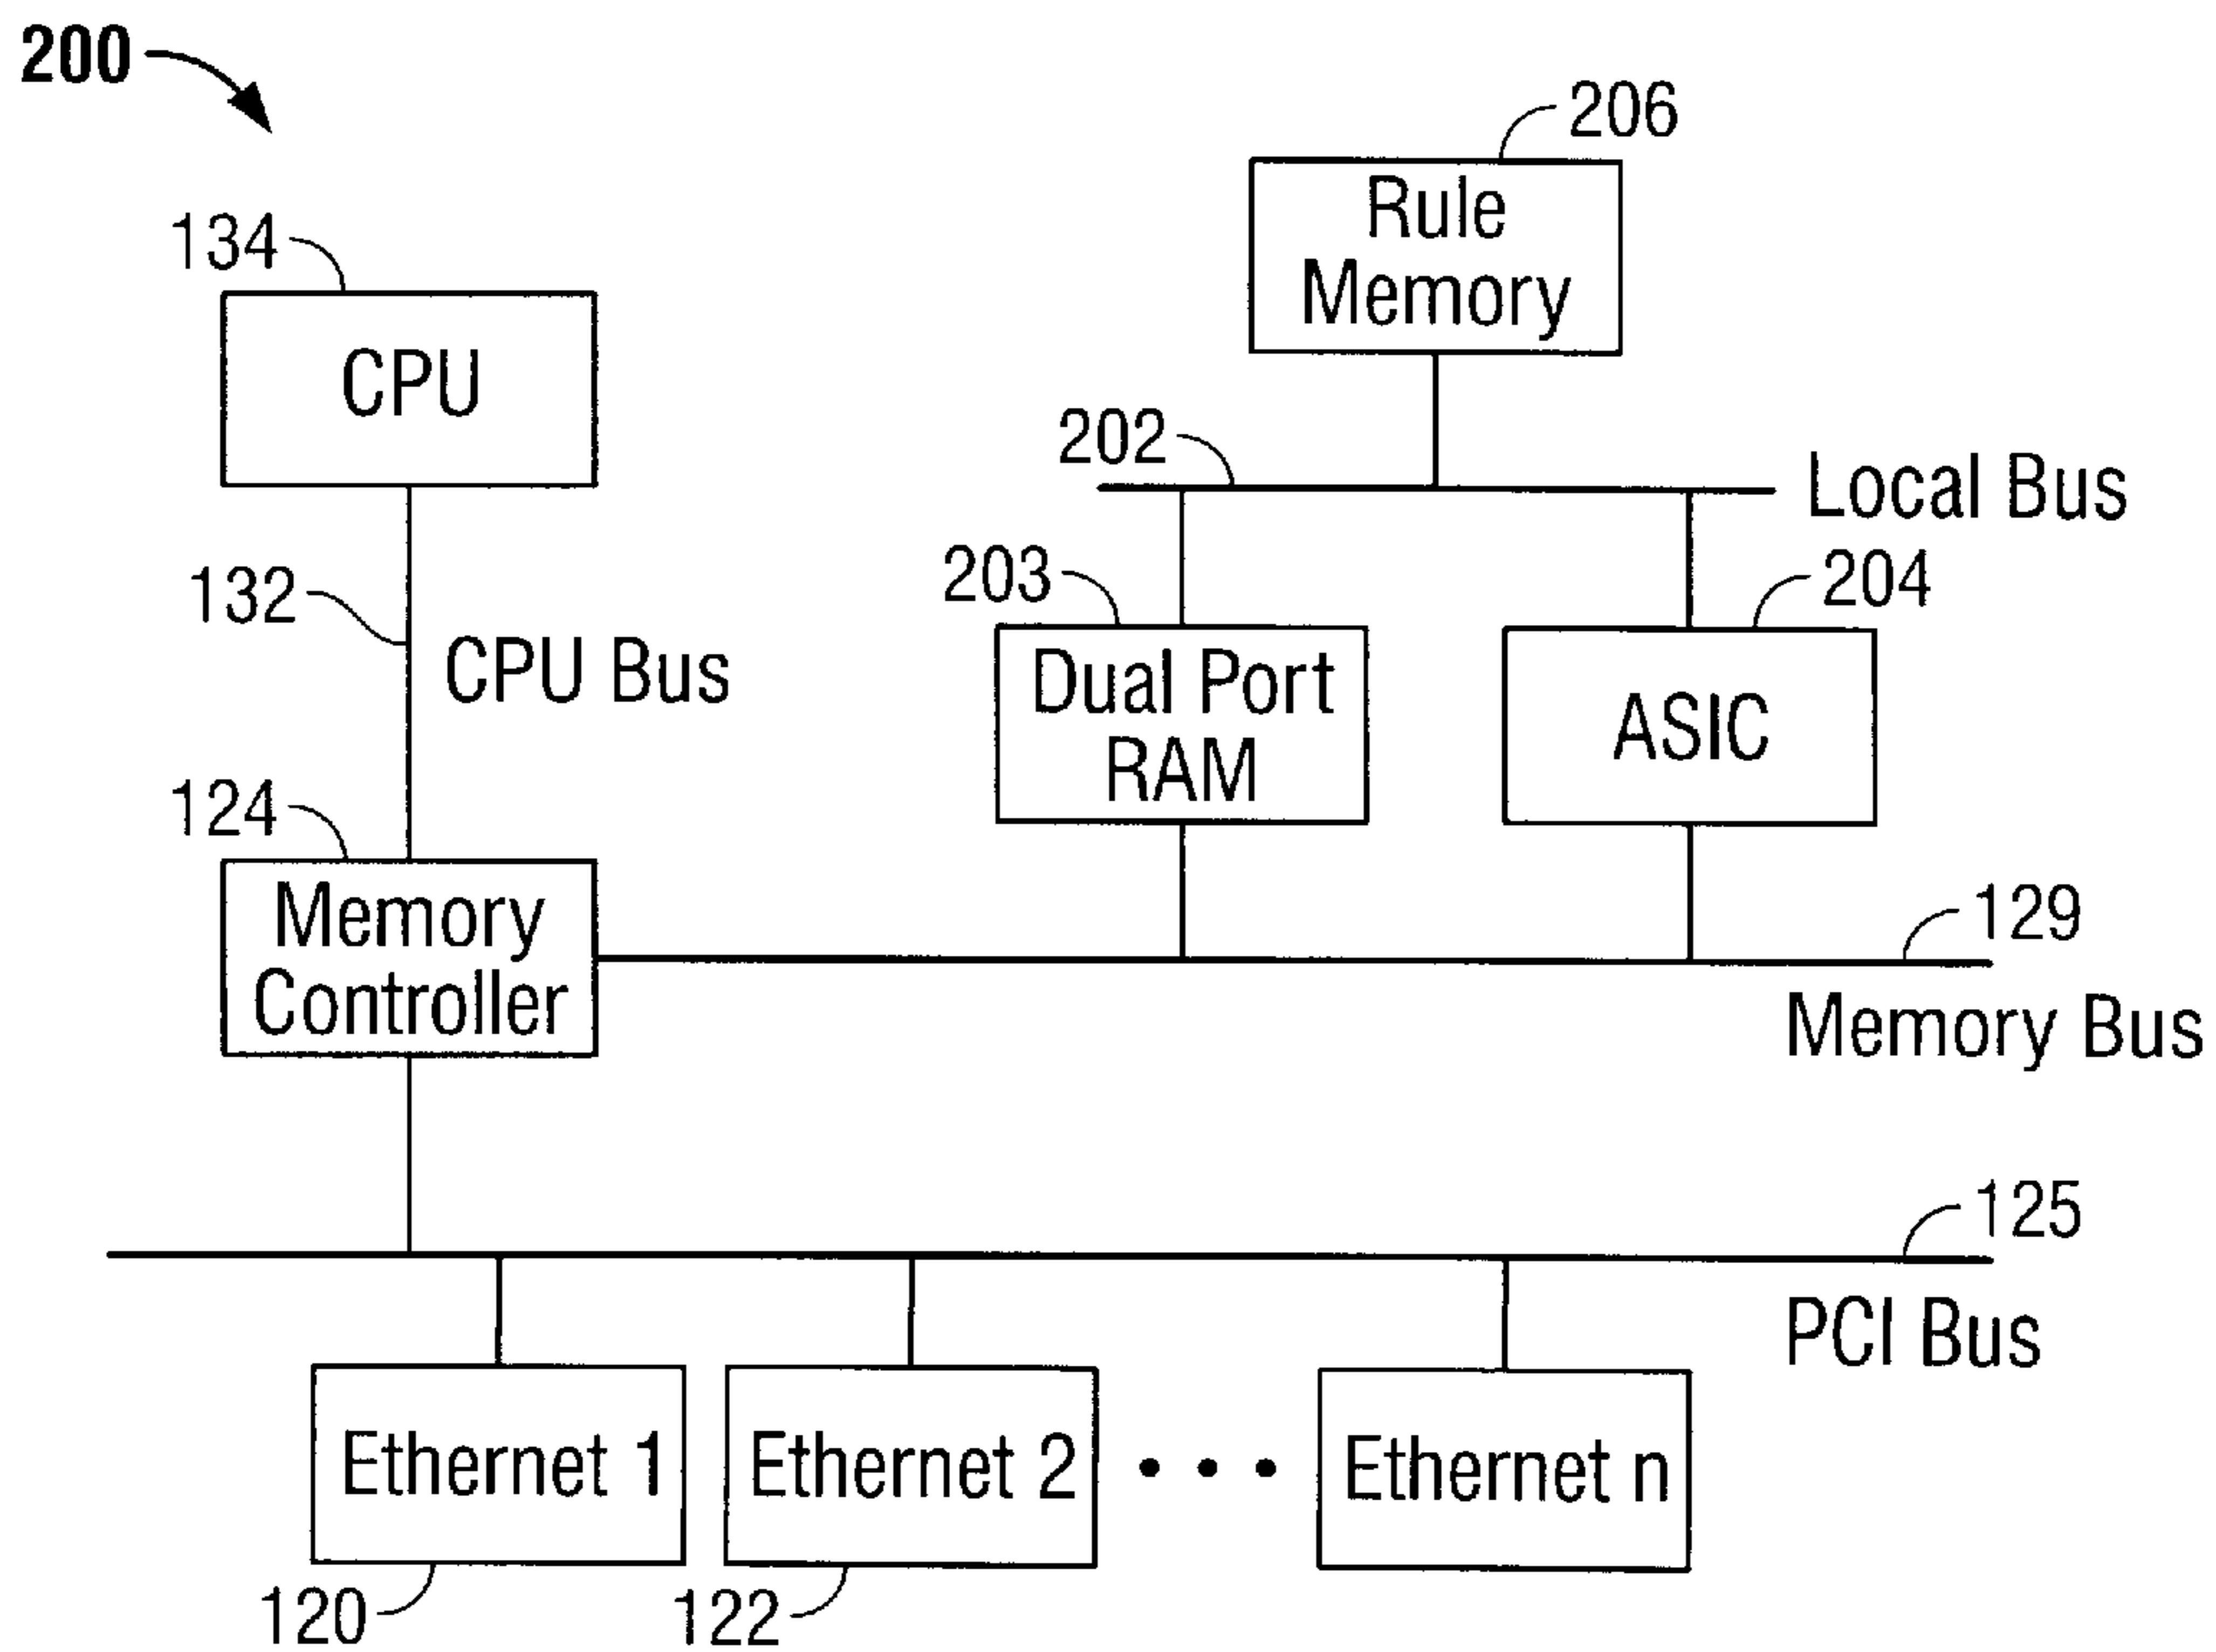 200
206
Rule
Memory
134
CPU
202
Local Bus
132
CPU Bus
203
204
Dual Port
RAM
ASIC
124
Memory
Controller
129
Memory Bus
125
PCI Bus
Ethernet 1
Ethernet 2
Ethernet n
120
122